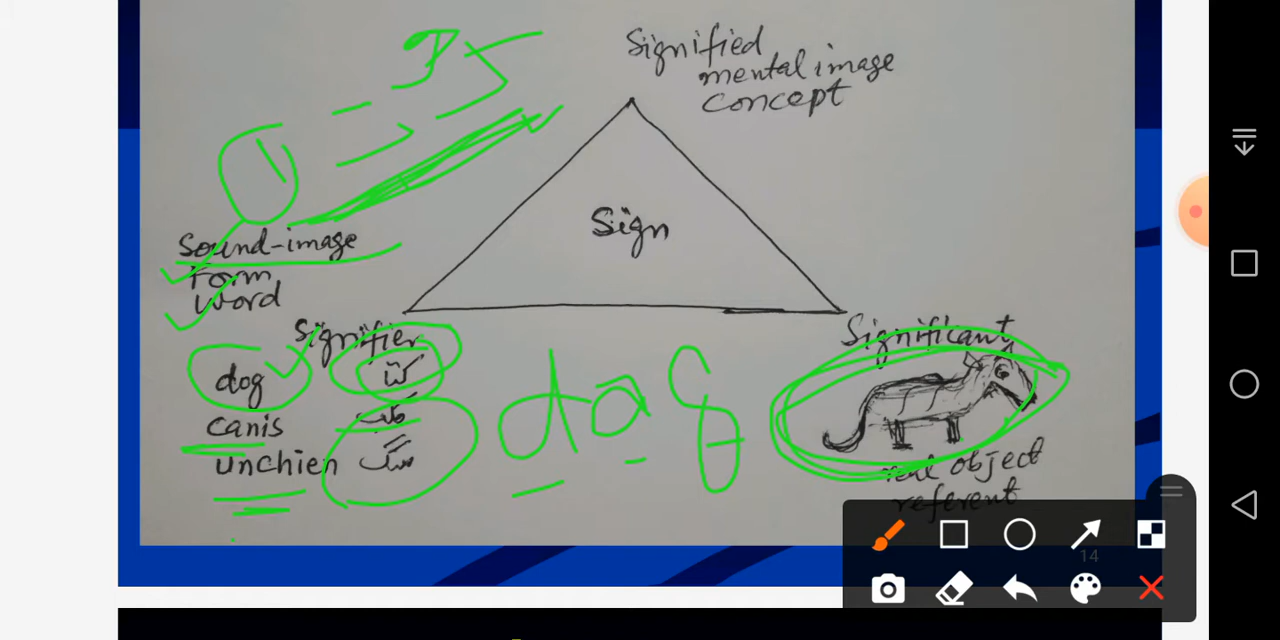 Signified
mental image
concept
Sign
Sound-image
Form
Word
Signifier
dog
canis
unchien
کتا
کلب
سگ
dog
Significant
real object
referent
14